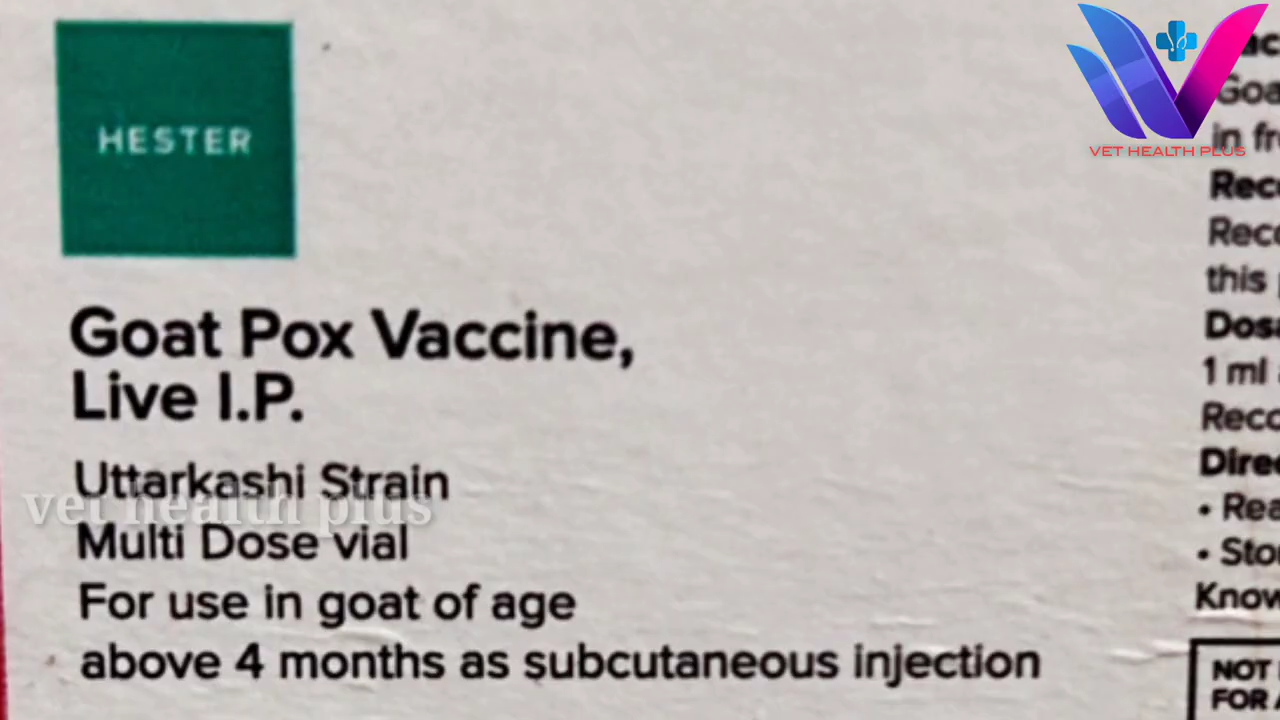 HESTER
Goat Pox Vaccine,
Live I.P.
Uttarkashi Strain
vet health plus
Multi Dose vial
For use in goat of age
above 4 months as subcutaneous injection
VET HEALTH PLUS
in
this
1 ml
NOT
FOR